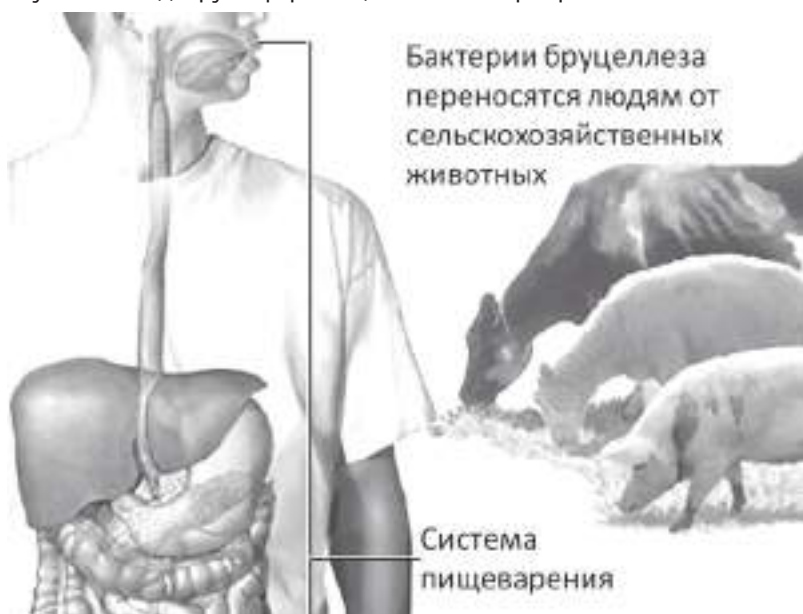 Бактерии бруцеллеза
переносятся людям от
сельскохозяйственных
животных
Система
пищеварения